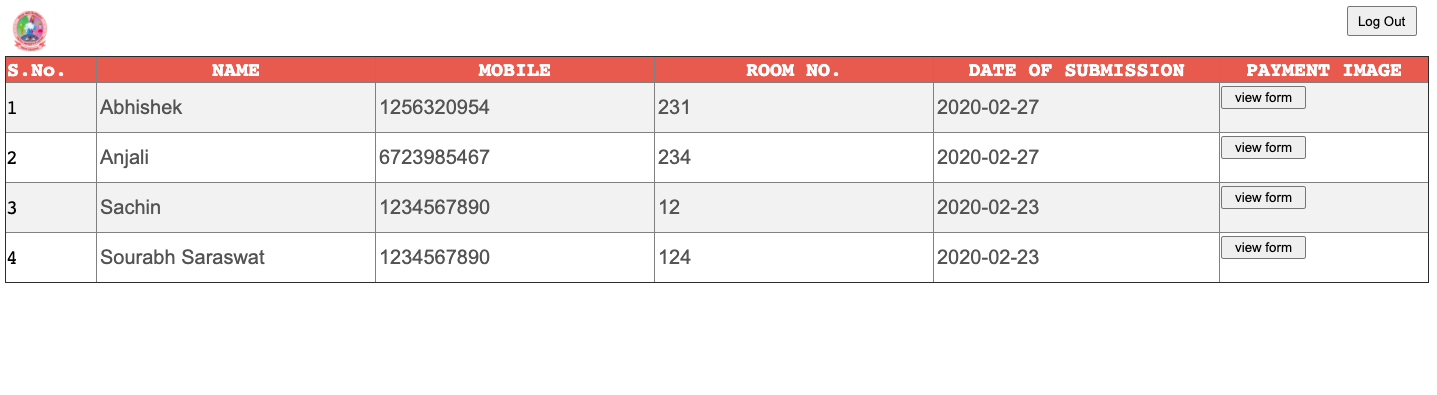 Log Out
S.No. NAME MOBILE ROOM NO. DATE OF SUBMISSION PAYMENT IMAGE
1 Abhishek 1256320954 231 2020-02-27 view form
2 Anjali 6723985467 234 2020-02-27 view form
3 Sachin 1234567890 12 2020-02-23 view form
4 Sourabh Saraswat 1234567890 124 2020-02-23 view form